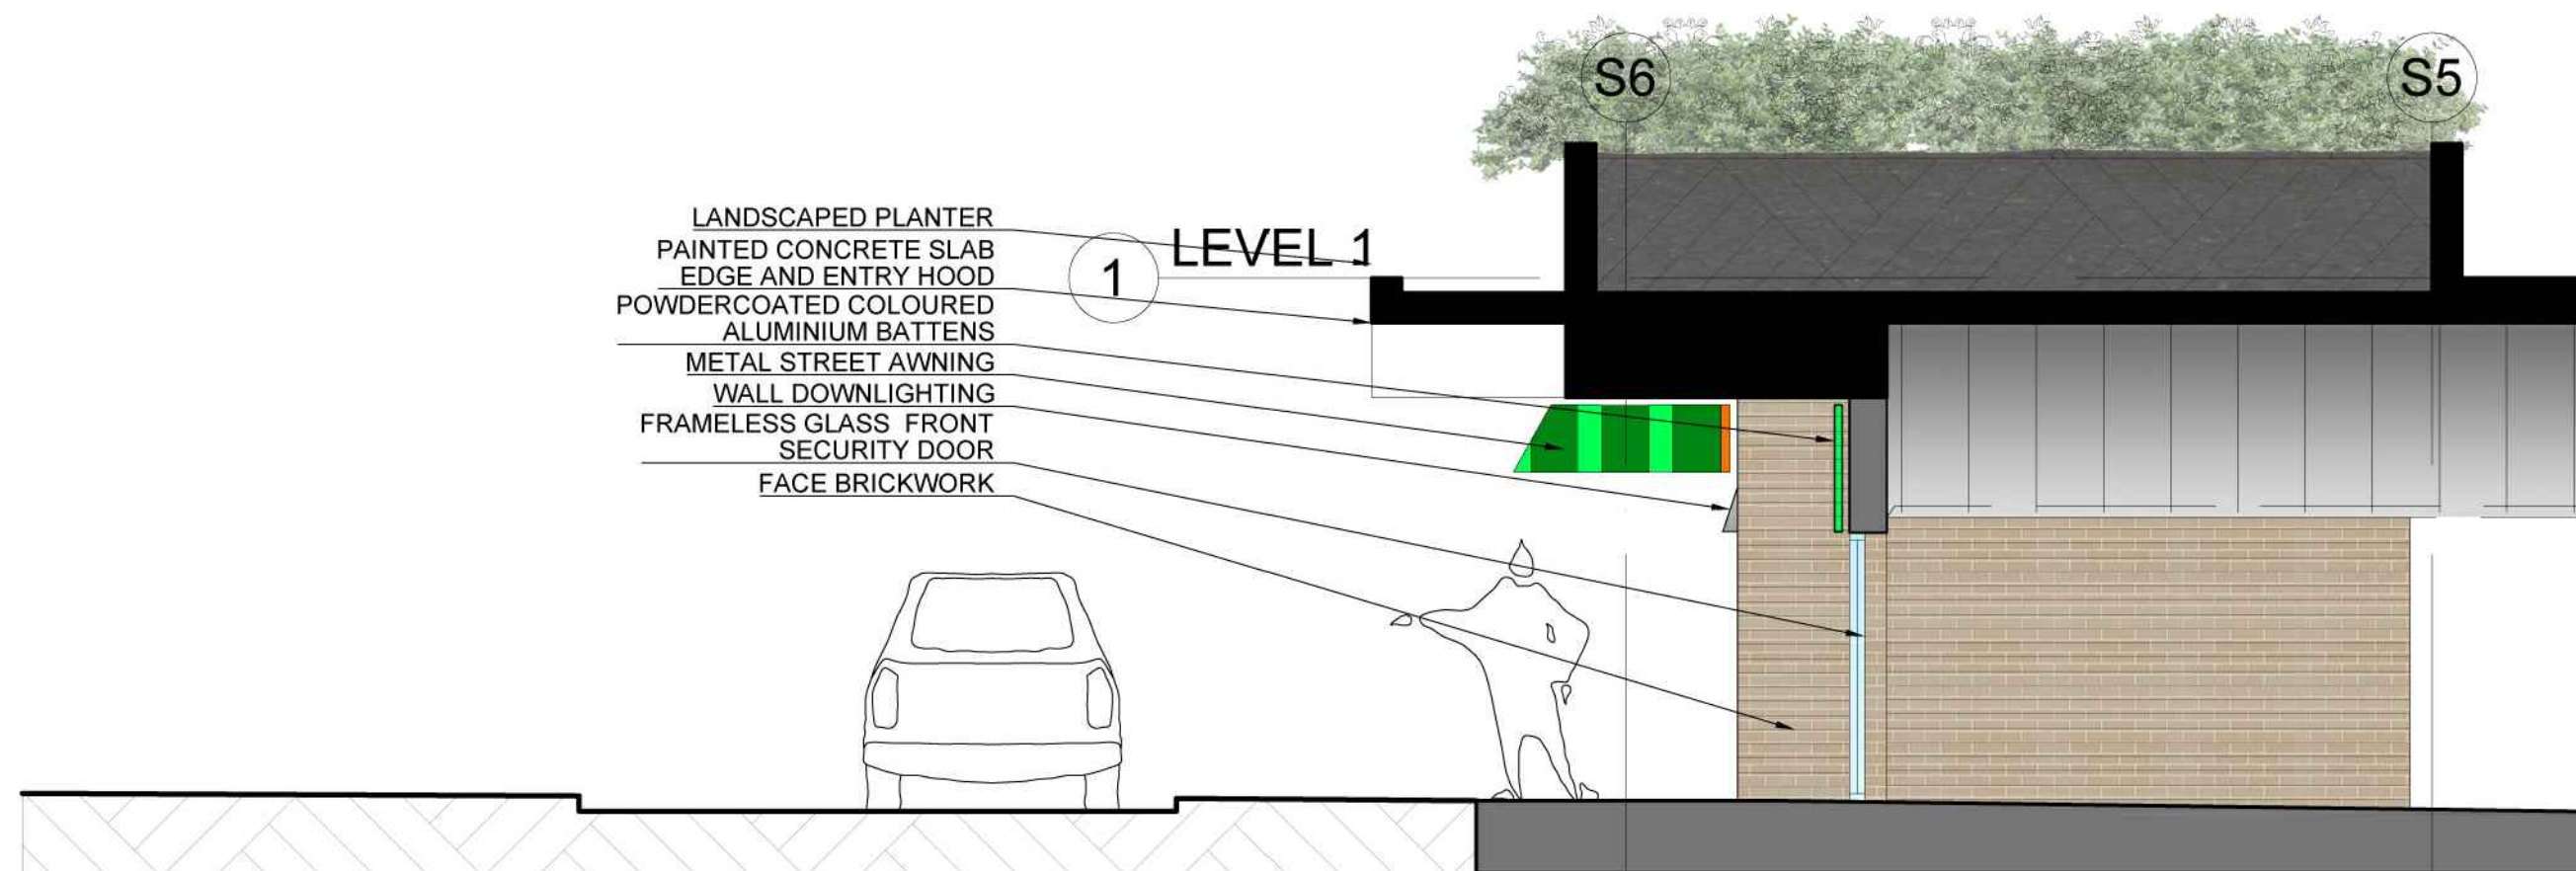 S6
S5
LANDSCAPED PLANTER
PAINTED CONCRETE SLAB
EDGE AND ENTRY HOOD
POWDERCOATED COLOURED
ALUMINIUM BATTENS
METAL STREET AWNING
WALL DOWNLIGHTING
FRAMELESS GLASS FRONT
SECURITY DOOR
FACE BRICKWORK
1
LEVEL 1